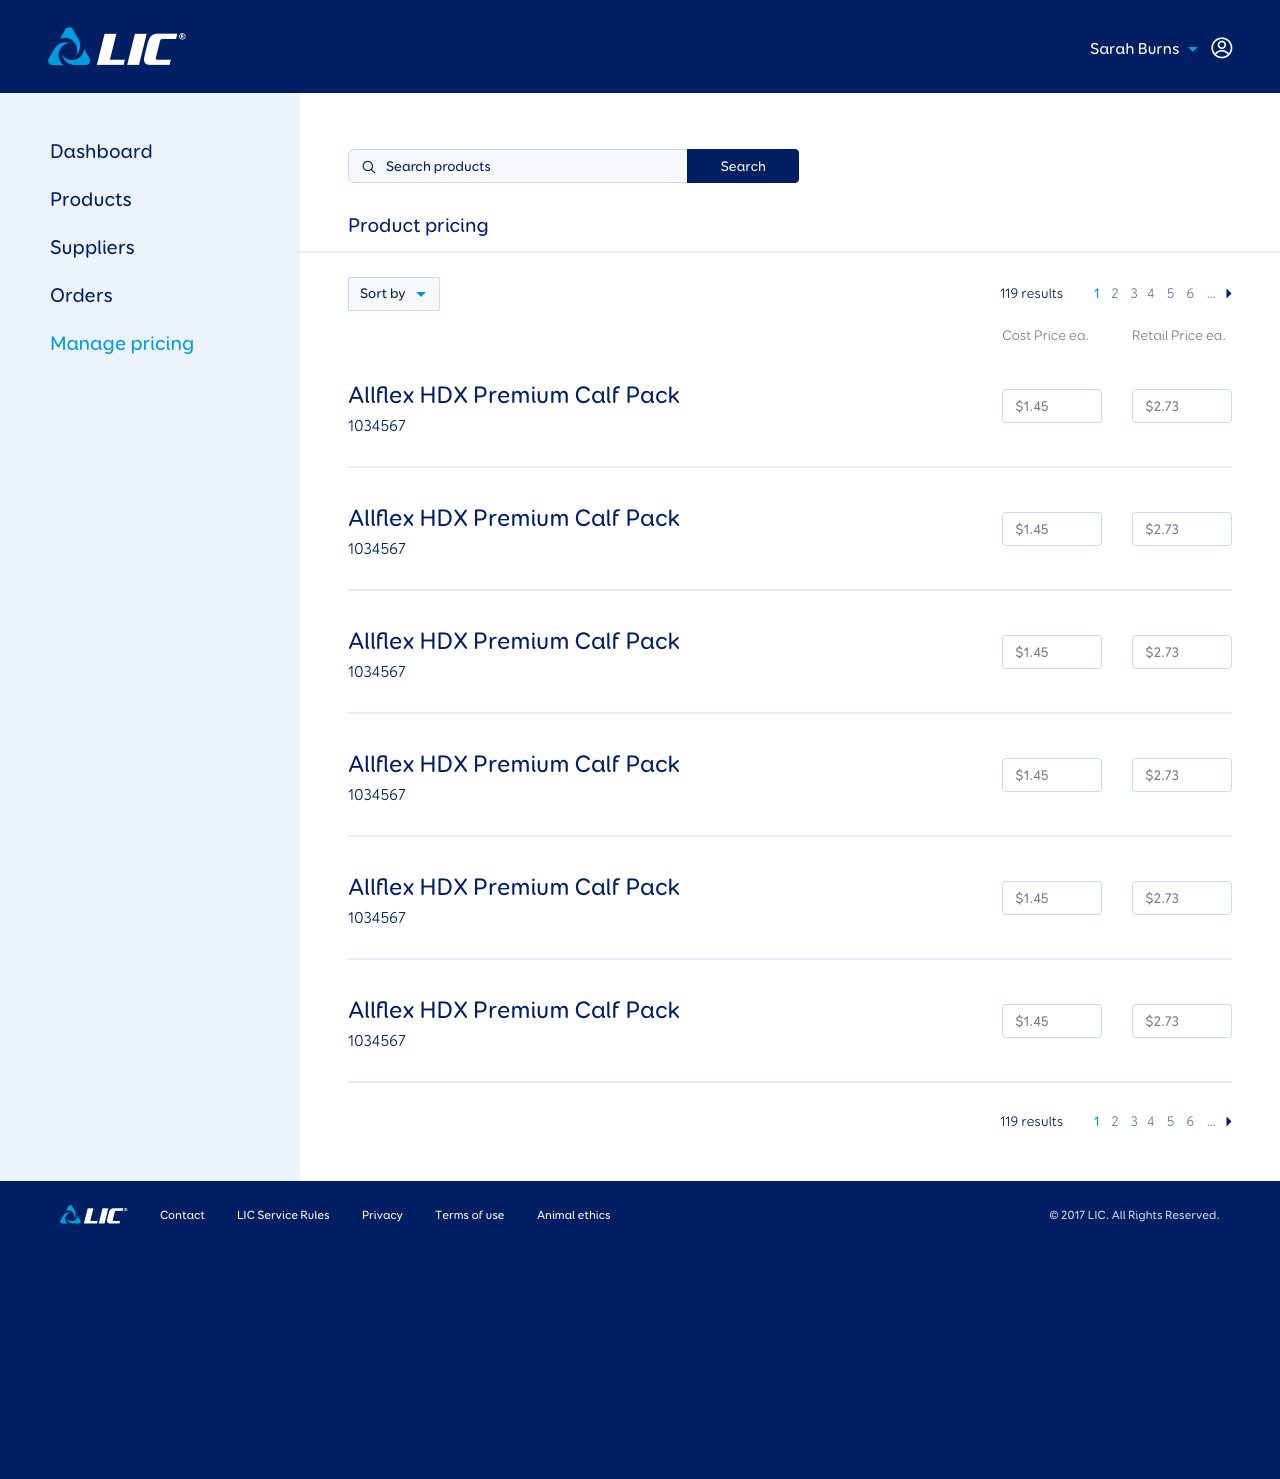 LIC®
Sarah Burns
Dashboard
Products
Suppliers
Orders
Manage pricing
Search products
Search
Product pricing
Sort by
119 results 1 2 3 4 5 6 ...
Cost Price ea. Retail Price ea.
Allflex HDX Premium Calf Pack
1034567
$1.45 $2.73
Allflex HDX Premium Calf Pack
1034567
$1.45 $2.73
Allflex HDX Premium Calf Pack
1034567
$1.45 $2.73
Allflex HDX Premium Calf Pack
1034567
$1.45 $2.73
Allflex HDX Premium Calf Pack
1034567
$1.45 $2.73
Allflex HDX Premium Calf Pack
1034567
$1.45 $2.73
119 results 1 2 3 4 5 6 ...
LIC® Contact LIC Service Rules Privacy Terms of use Animal ethics © 2017 LIC. All Rights Reserved.